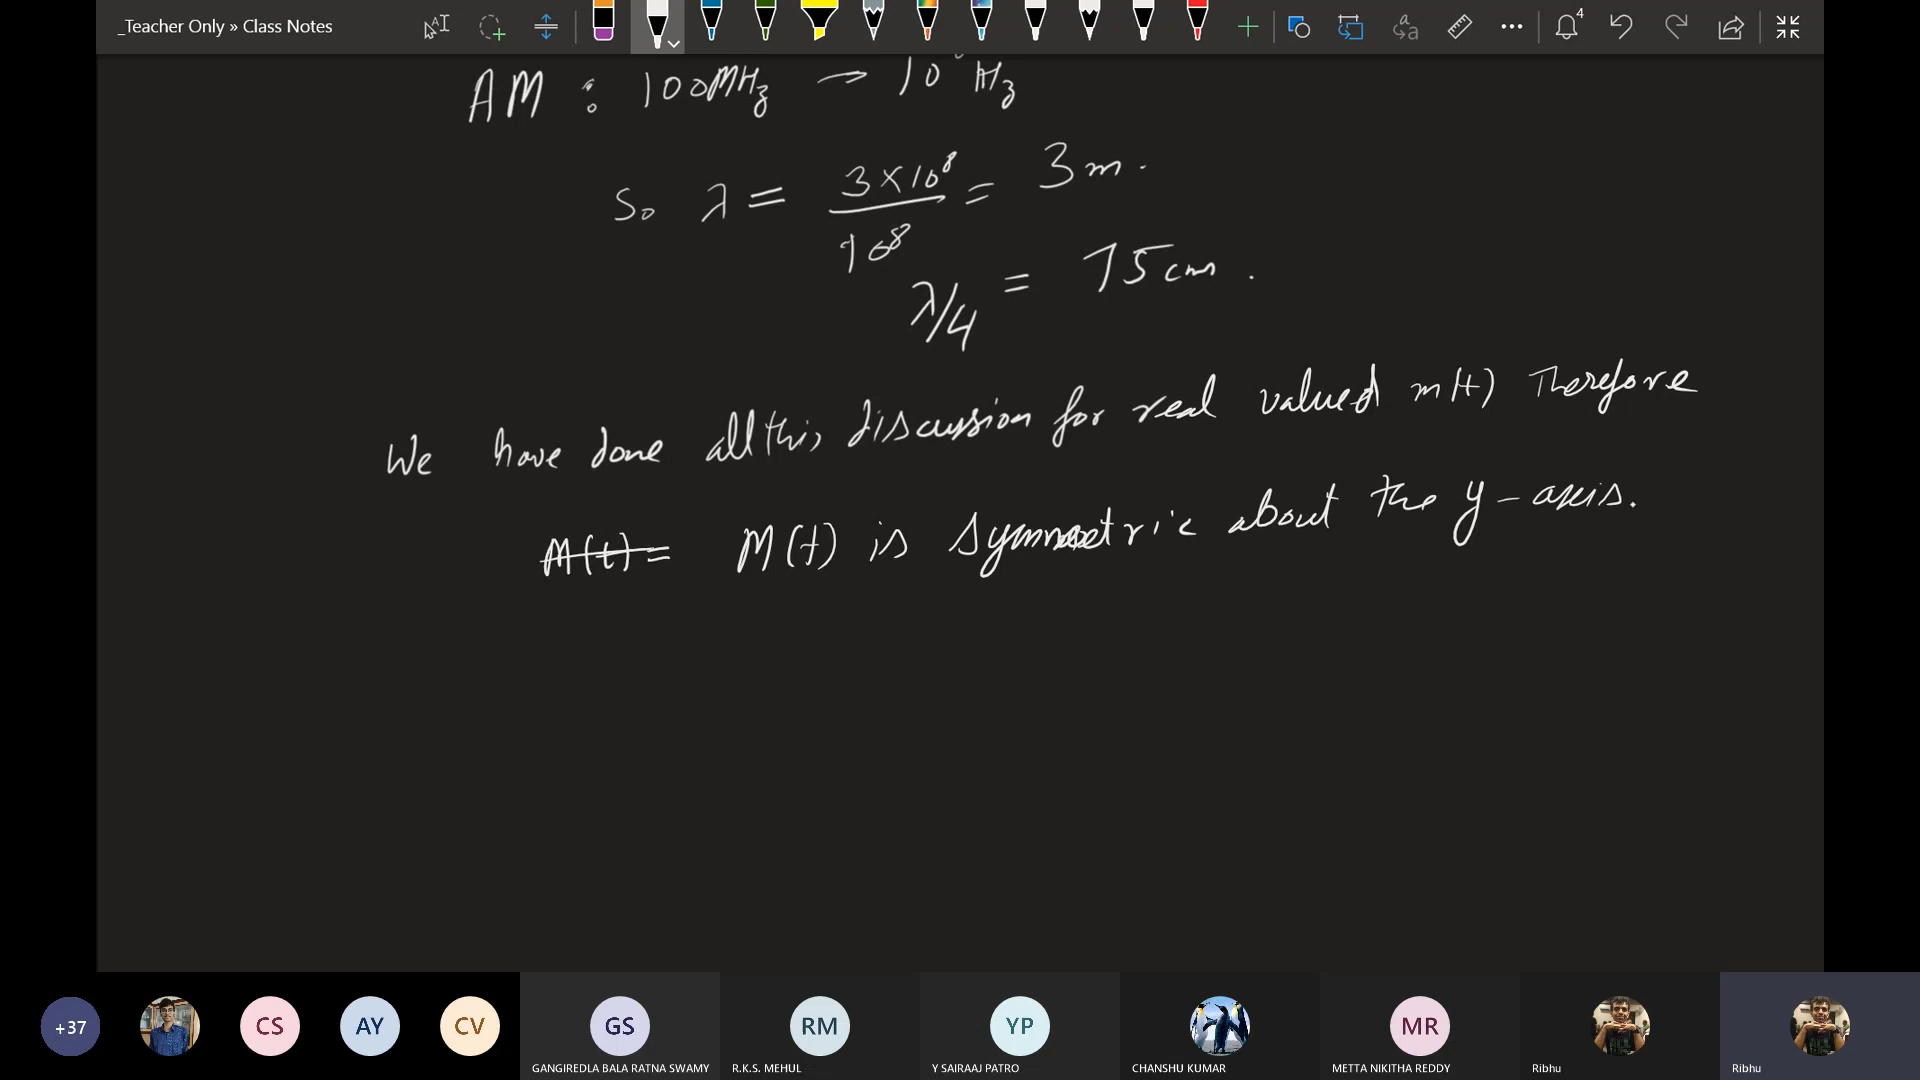 _Teacher Only » Class Notes
4
AM : 100MHz → 10 Hz
So λ = 3×10⁸ / 10⁸ = 3m.
λ/4 = 75cm.
We have done all this discussion for real valued m(t) Therefore
M(t)= M(t) is symmetric about the y-axis.
+37
CS
AY
CV
GS
RM
YP
MR
GANGIREDLA BALA RATNA SWAMY
R.K.S. MEHUL
Y SAIRAAJ PATRO
CHANSHU KUMAR
METTA NIKITHA REDDY
Ribhu
Ribhu